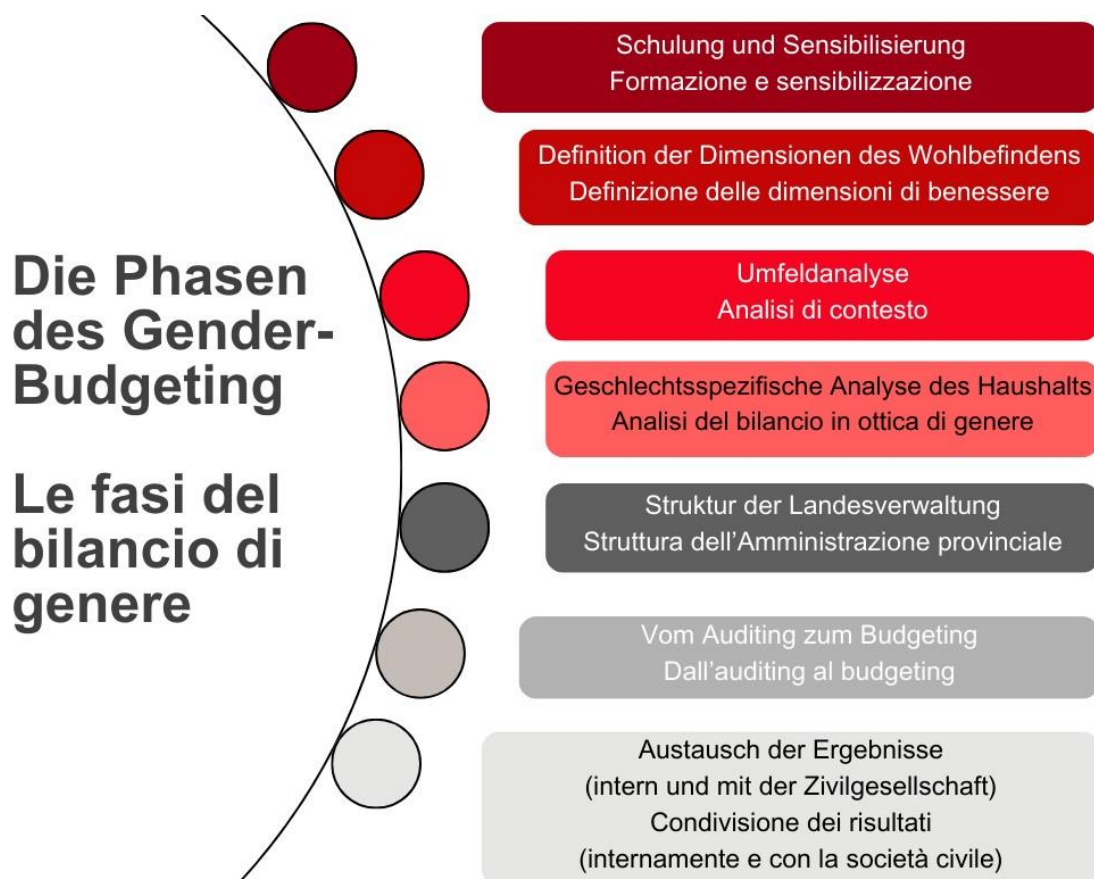 Die Phasen
des Gender-
Budgeting
Le fasi del
bilancio di
genere
Schulung und Sensibilisierung
Formazione e sensibilizzazione
Definition der Dimensionen des Wohlbefindens
Definizione delle dimensioni di benessere
Umfeldanalyse
Analisi di contesto
Geschlechtsspezifische Analyse des Haushalts
Analisi del bilancio in ottica di genere
Struktur der Landesverwaltung
Struttura dell’Amministrazione provinciale
Vom Auditing zum Budgeting
Dall’auditing al budgeting
Austausch der Ergebnisse
(intern und mit der Zivilgesellschaft)
Condivisione dei risultati
(internamente e con la società civile)